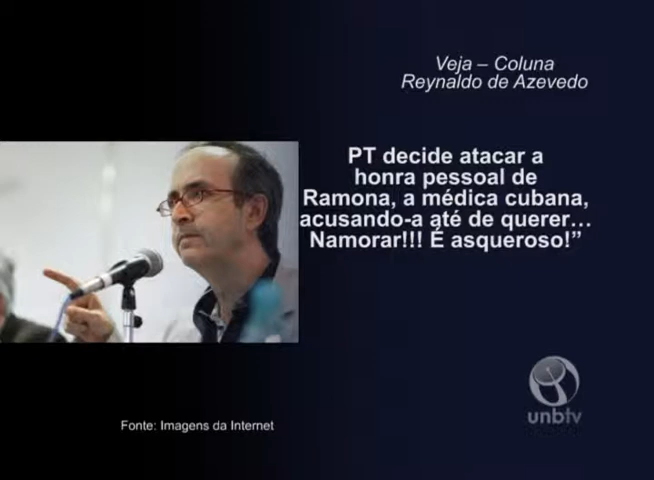 Veja – Coluna
Reynaldo de Azevedo
PT decide atacar a
honra pessoal de
Ramona, a médica cubana,
acusando-a até de querer…
Namorar!!! É asqueroso!”
unbtv
Fonte: Imagens da Internet